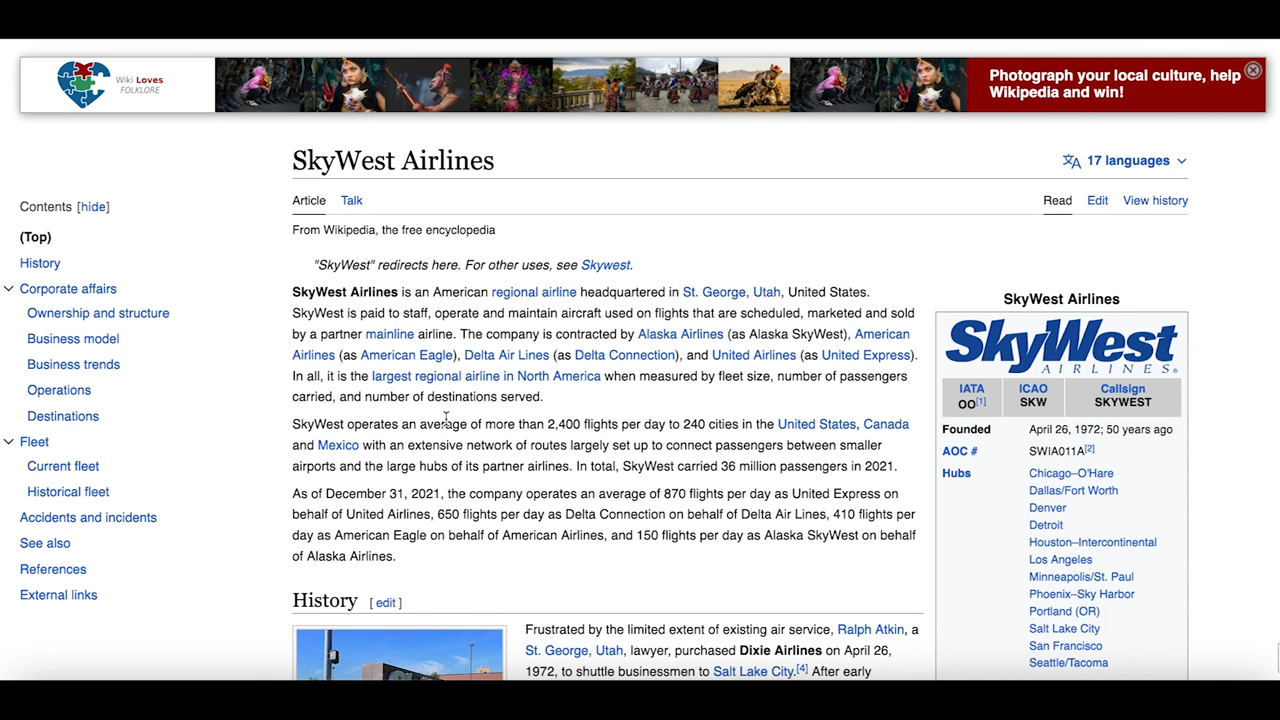 Wiki Loves
FOLKLORE
Photograph your local culture, help
Wikipedia and win!
SkyWest Airlines
17 languages
Contents [hide]
Article
Talk
Read
Edit
View history
(Top)
From Wikipedia, the free encyclopedia
History
Corporate affairs
Ownership and structure
Business model
Business trends
Operations
Destinations
Fleet
Current fleet
Historical fleet
Accidents and incidents
See also
References
External links
"SkyWest" redirects here. For other uses, see Skywest.
SkyWest Airlines is an American regional airline headquartered in St. George, Utah, United States.
SkyWest is paid to staff, operate and maintain aircraft used on flights that are scheduled, marketed and sold
by a partner mainline airline. The company is contracted by Alaska Airlines (as Alaska SkyWest), American
Airlines (as American Eagle), Delta Air Lines (as Delta Connection), and United Airlines (as United Express).
In all, it is the largest regional airline in North America when measured by fleet size, number of passengers
carried, and number of destinations served.
SkyWest operates an average of more than 2,400 flights per day to 240 cities in the United States, Canada
and Mexico with an extensive network of routes largely set up to connect passengers between smaller
airports and the large hubs of its partner airlines. In total, SkyWest carried 36 million passengers in 2021.
As of December 31, 2021, the company operates an average of 870 flights per day as United Express on
behalf of United Airlines, 650 flights per day as Delta Connection on behalf of Delta Air Lines, 410 flights per
day as American Eagle on behalf of American Airlines, and 150 flights per day as Alaska SkyWest on behalf
of Alaska Airlines.
History [ edit ]
Frustrated by the limited extent of existing air service, Ralph Atkin, a
St. George, Utah, lawyer, purchased Dixie Airlines on April 26,
1972, to shuttle businessmen to Salt Lake City.[4] After early
SkyWest Airlines
SkyWest
AIRLINES
IATA
OO[1]
ICAO
SKW
Callsign
SKYWEST
Founded April 26, 1972; 50 years ago
AOC # SWIA011A[2]
Hubs Chicago–O'Hare
Dallas/Fort Worth
Denver
Detroit
Houston–Intercontinental
Los Angeles
Minneapolis/St. Paul
Phoenix–Sky Harbor
Portland (OR)
Salt Lake City
San Francisco
Seattle/Tacoma